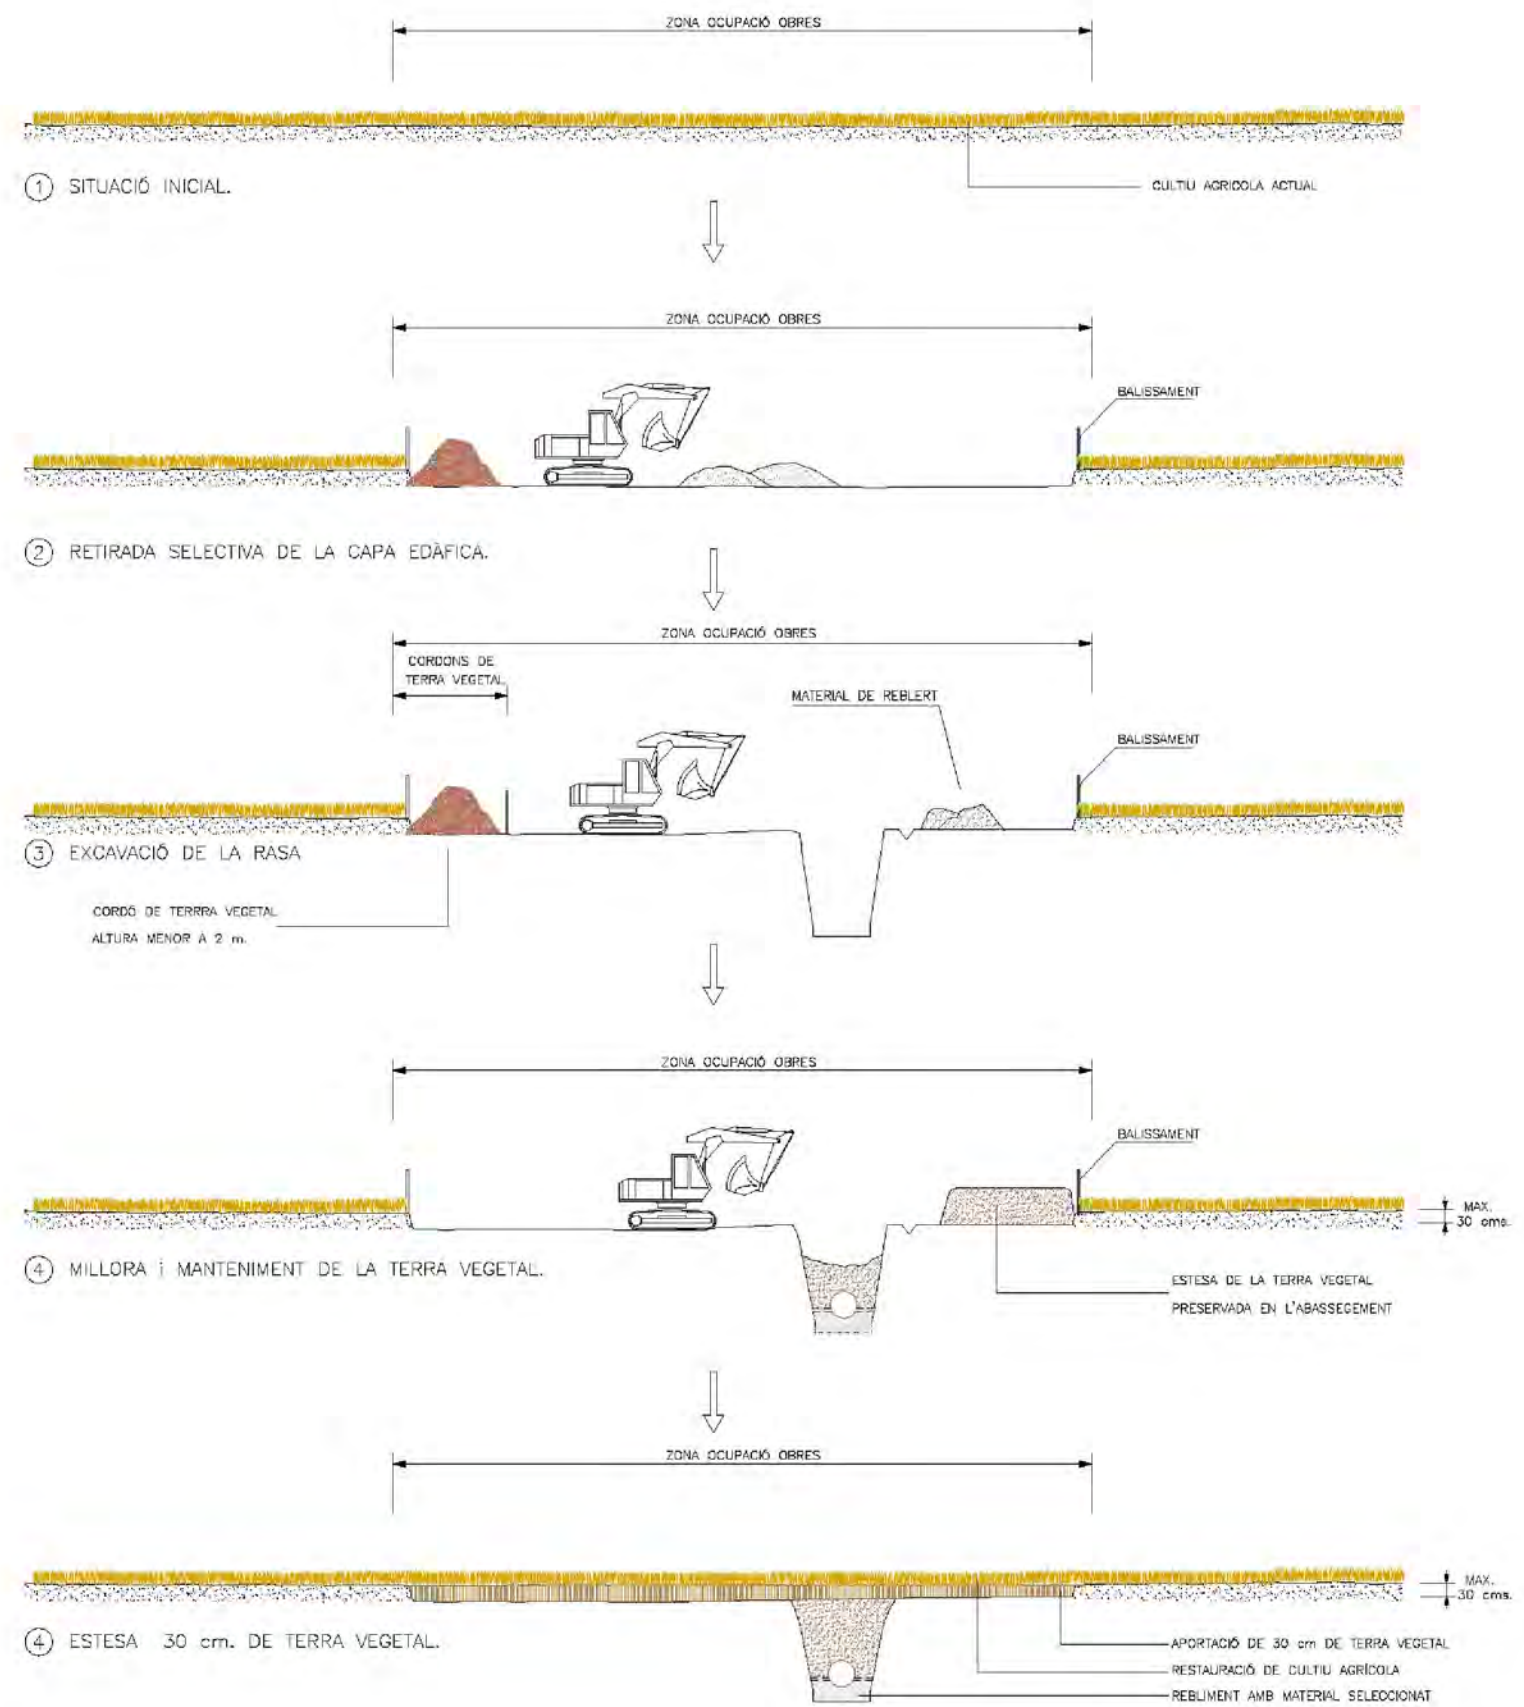 ZONA OCUPACIÓ OBRES
① SITUACIÓ INICIAL.
CULTIU AGRICOLA ACTUAL
ZONA OCUPACIÓ OBRES
BALISSAMENT
② RETIRADA SELECTIVA DE LA CAPA EDÀFICA.
ZONA OCUPACIÓ OBRES
CORDONS DE
TERRA VEGETAL
MATERIAL DE REBLERT
BALISSAMENT
③ EXCAVACIÓ DE LA RASA
CORDÓ DE TERRRA VEGETAL
ALTURA MENOR A 2 m.
ZONA OCUPACIÓ OBRES
BALISSAMENT
MAX.
30 cms.
④ MILLORA i MANTENIMENT DE LA TERRA VEGETAL.
ESTESA DE LA TERRA VEGETAL
PRESERVADA EN L'ABASSEGEMENT
ZONA OCUPACIÓ OBRES
MAX.
30 cms.
④ ESTESA 30 cm. DE TERRA VEGETAL.
APORTACIÓ DE 30 cm DE TERRA VEGETAL
RESTAURACIÓ DE CULTIU AGRÍCOLA
REBLIMENT AMB MATERIAL SELECCIONAT